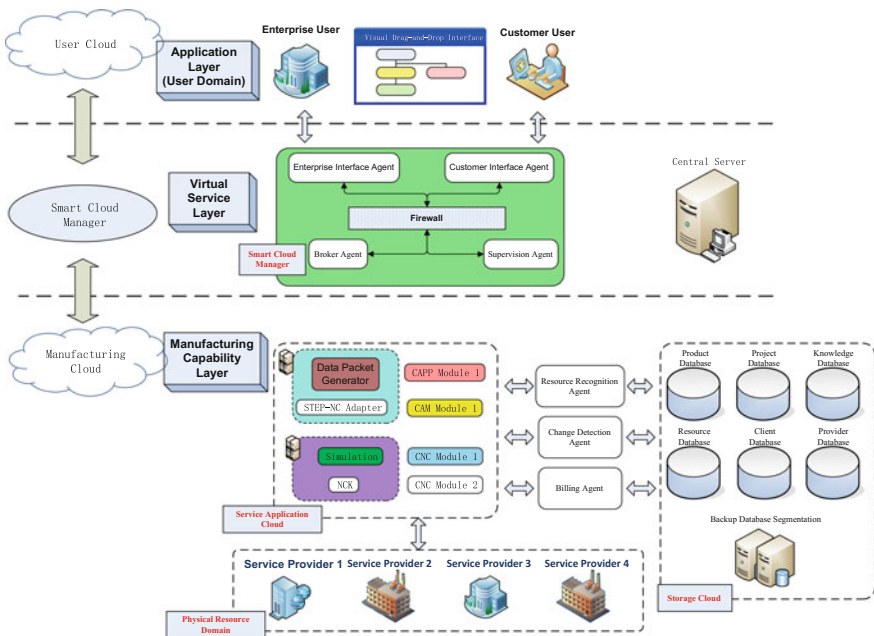 User Cloud
Application
Layer
(User Domain)
Enterprise User
Visual Drag-and-Drop Interface
Customer User
Smart Cloud
Manager
Virtual
Service
Layer
Enterprise Interface Agent
Customer Interface Agent
Firewall
Broker Agent
Supervision Agent
Smart Cloud
Manager
Central Server
Manufacturing
Cloud
Manufacturing
Capability
Layer
Data Packet
Generator
STEP-NC Adapter
CAPP Module 1
CAM Module 1
Simulation
NCK
CNC Module 1
CNC Module 2
Service Application
Cloud
Resource Recognition
Agent
Change Detection
Agent
Billing Agent
Product
Database
Project
Database
Knowledge
Database
Resource
Database
Client
Database
Provider
Database
Backup Database Segmentation
Storage Cloud
Service Provider 1
Service Provider 2
Service Provider 3
Service Provider 4
Physical Resource
Domain